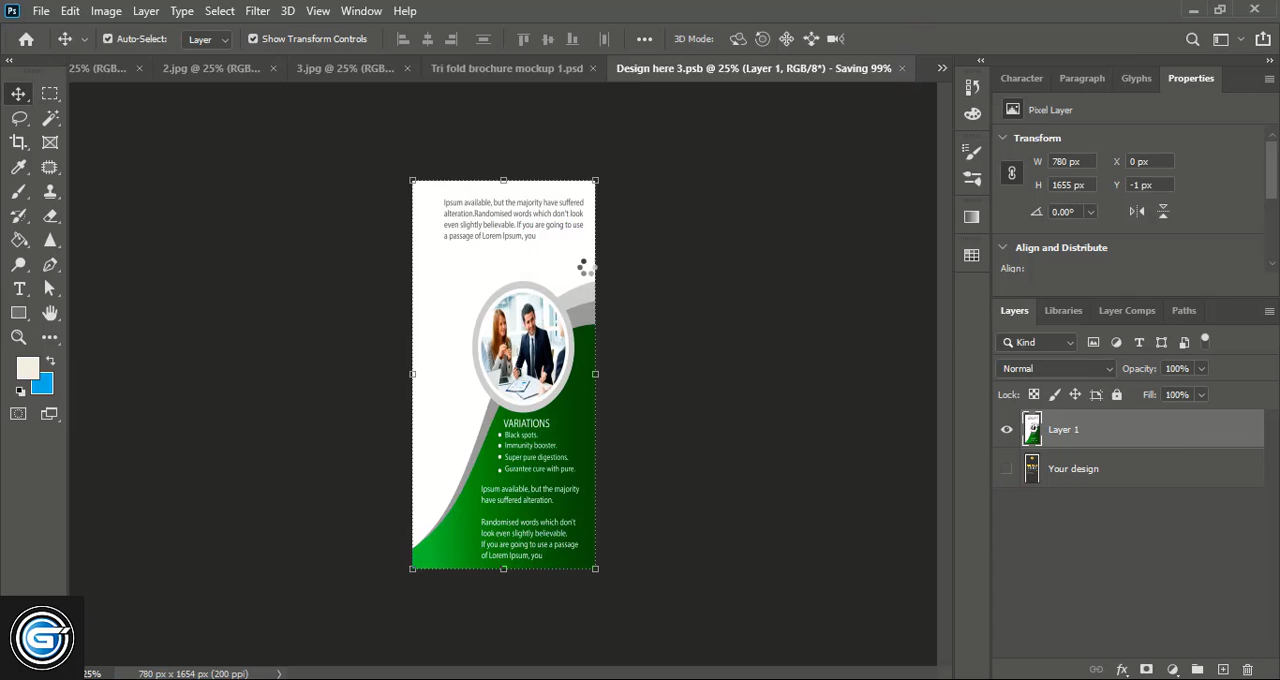 Ps File Edit Image Layer Type Select Filter 3D View Window Help
Auto-Select: Layer Show Transform Controls 3D Mode:
25% (RGB... × 2.jpg @ 25% (RGB... × 3.jpg @ 25% (RGB... × Tri fold brochure mockup 1.psd × Design here 3.psb @ 25% (Layer 1, RGB/8*) - Saving 99% ×
Character Paragraph Glyphs Properties
Pixel Layer
Transform
W 780 px X 0 px
H 1655 px Y -1 px
0.00°
Align and Distribute
Align:
Layers Libraries Layer Comps Paths
Kind
Normal Opacity: 100%
Lock: Fill: 100%
Layer 1
Your design
Ipsum available, but the majority have suffered
alteration.Randomised words which don't look
even slightly believable. If you are going to use
a passage of Lorem Ipsum, you
VARIATIONS
Black spots.
Immunity booster.
Super pure digestions.
Gurantee cure with pure.
Ipsum available, but the majority
have suffered alteration.
Randomised words which don't
look even slightly believable.
If you are going to use a passage
of Lorem Ipsum, you
25% 780 px x 1654 px (200 ppi)